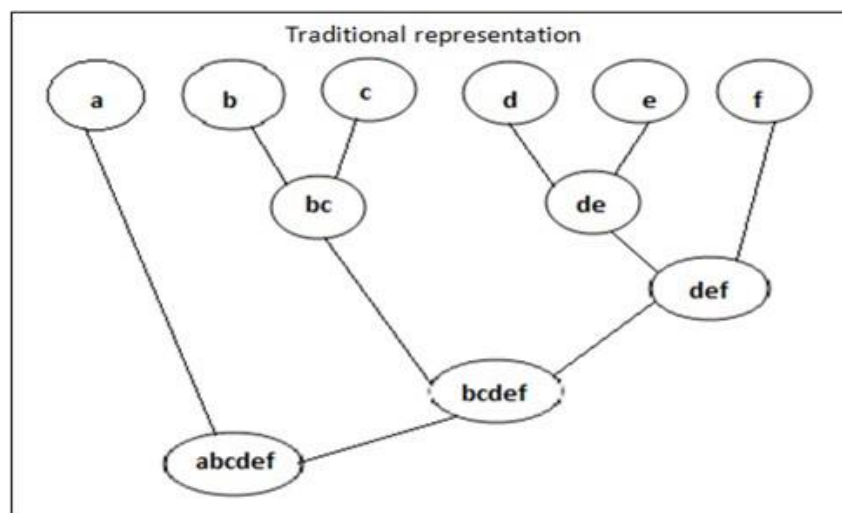 Traditional representation
a b c d e f
bc de
def
bcdef
abcdef